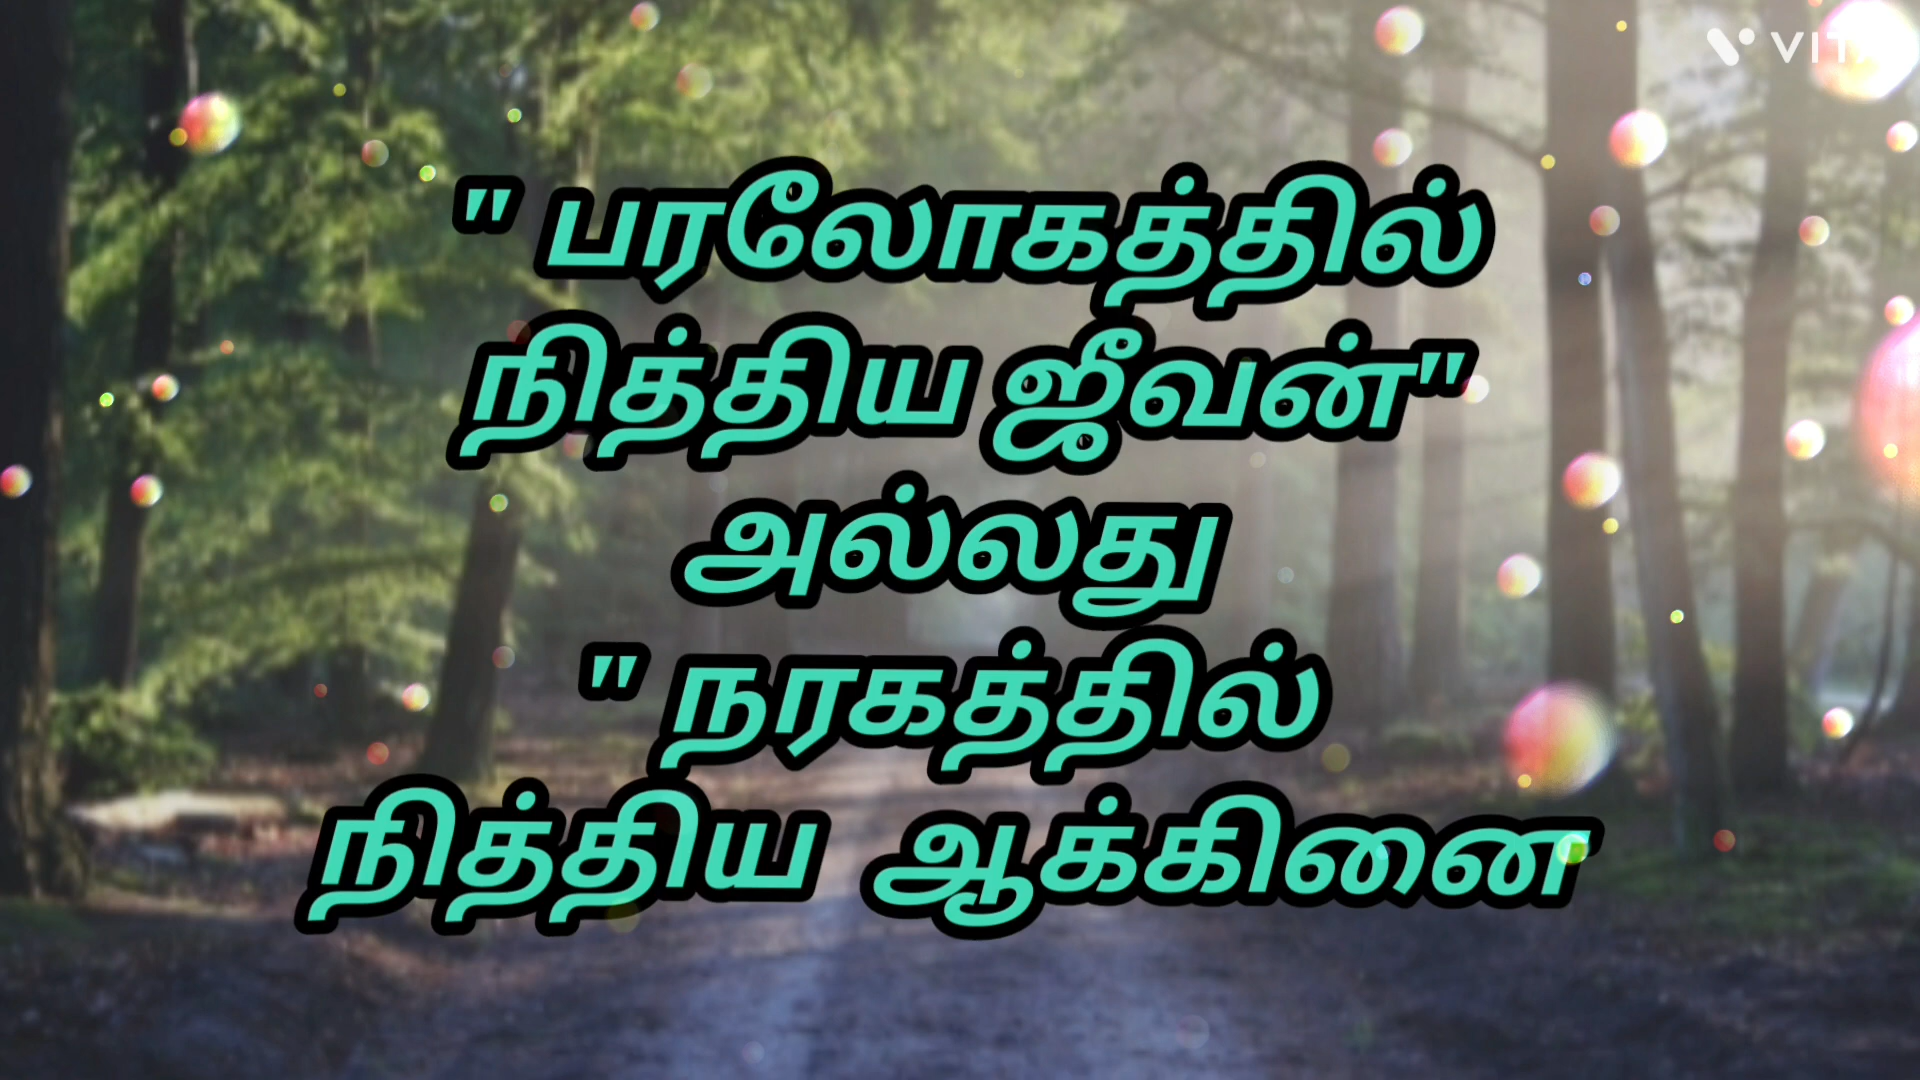 " பரலோகத்தில்
நித்திய ஜீவன்"
அல்லது
" நரகத்தில்
நித்திய ஆக்கினை